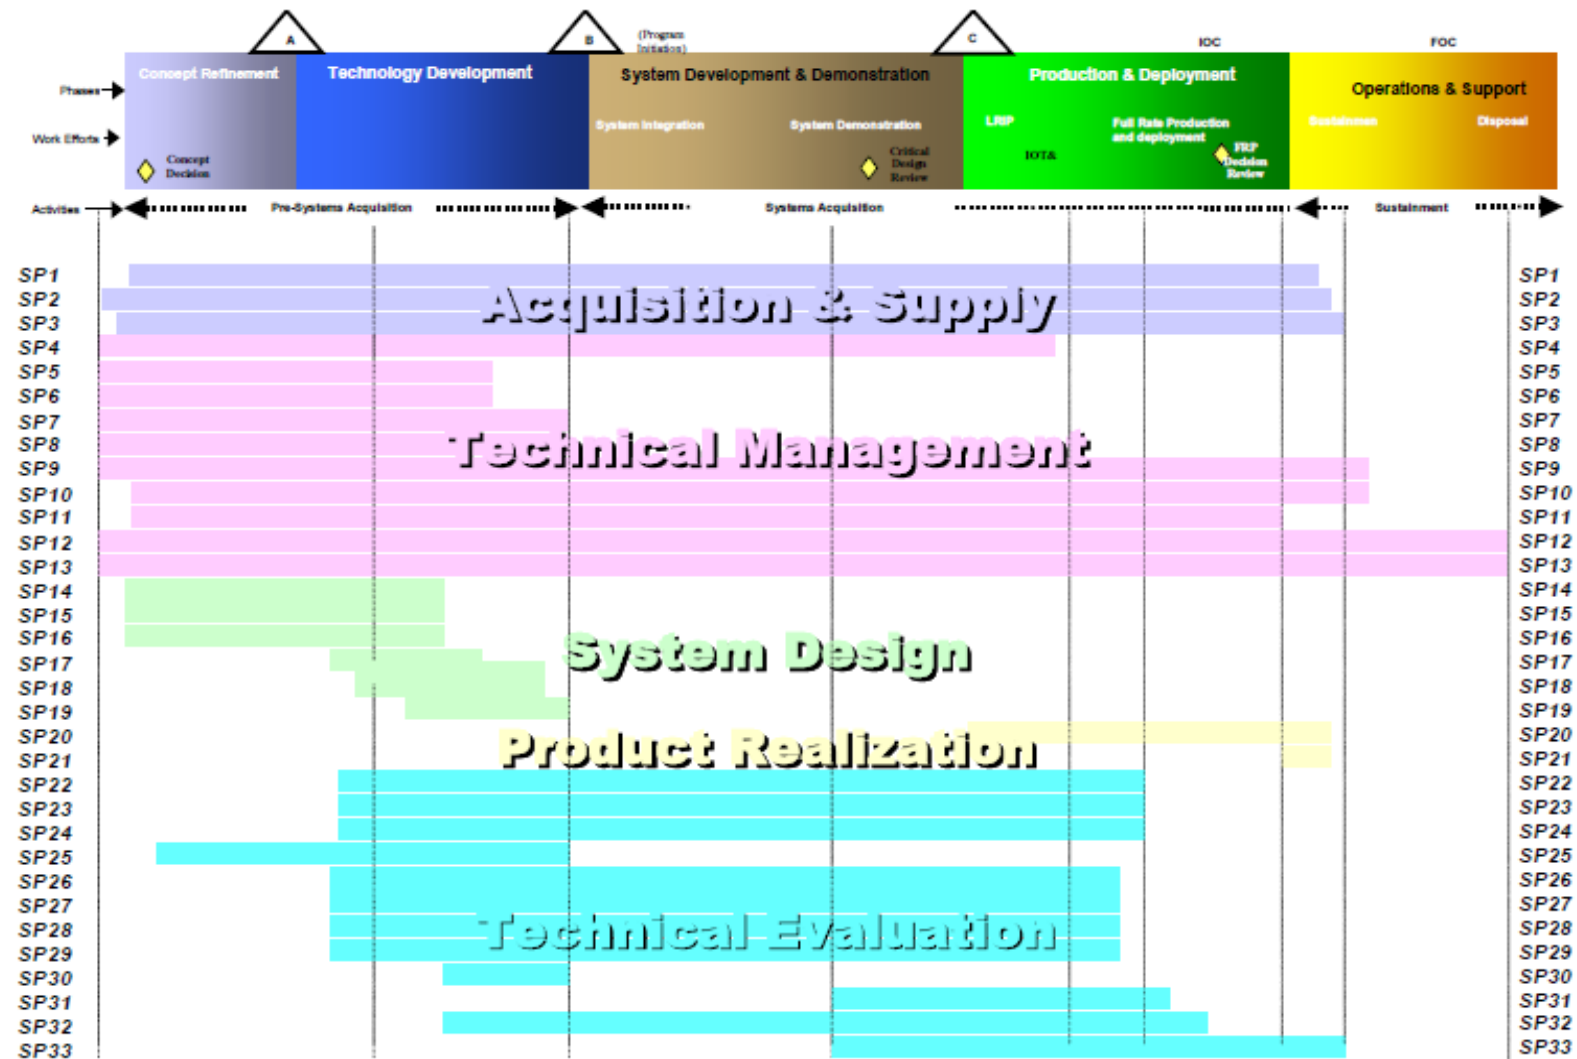 A
B
(Program
Initiation)
C
IOC
FOC
Phases
Concept Refinement
Technology Development
System Development & Demonstration
Production & Deployment
Operations & Support
Work Efforts
System Integration
System Demonstration
LRIP
Full Rate Production
and deployment
Sustainmen
Disposal
Concept
Decision
Critical
Design
Review
IOT&
FRP
Decision
Review
Activities
Pre-Systems Acquisition
Systems Acquisition
Sustainment
SP1 SP1
SP2 SP2
Acquisition & Supply
SP3 SP3
SP4 SP4
SP5 SP5
SP6 SP6
SP7 SP7
SP8 SP8
Technical Management
SP9 SP9
SP10 SP10
SP11 SP11
SP12 SP12
SP13 SP13
SP14 SP14
SP15 SP15
SP16 SP16
System Design
SP17 SP17
SP18 SP18
SP19 SP19
SP20 SP20
Product Realization
SP21 SP21
SP22 SP22
SP23 SP23
SP24 SP24
SP25 SP25
SP26 SP26
SP27 SP27
SP28 SP28
Technical Evaluation
SP29 SP29
SP30 SP30
SP31 SP31
SP32 SP32
SP33 SP33